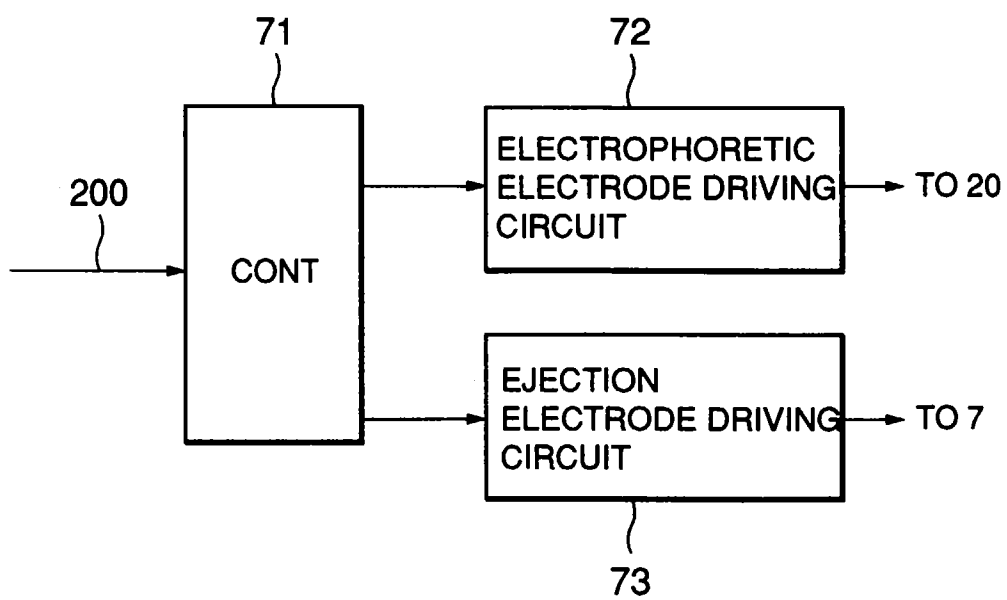 71
72
200
CONT
ELECTROPHORETIC
ELECTRODE DRIVING
CIRCUIT
TO 20
EJECTION
ELECTRODE DRIVING
CIRCUIT
TO 7
73